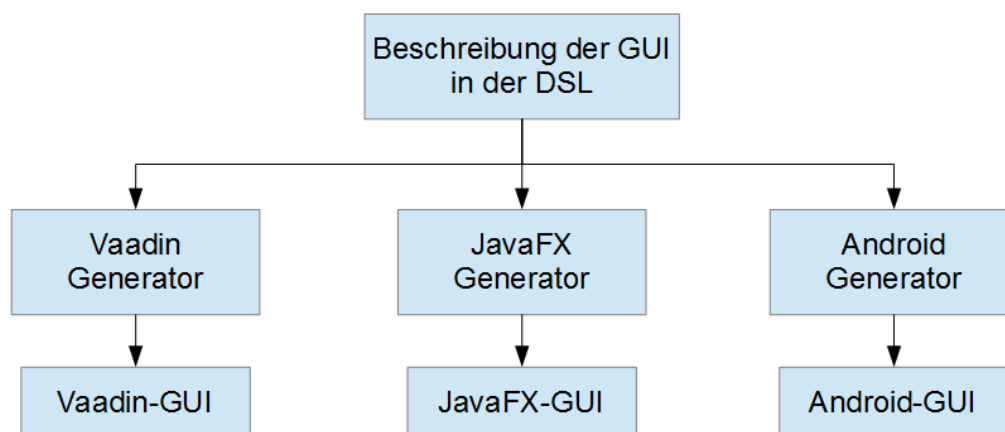 Beschreibung der GUI
in der DSL
Vaadin
Generator
JavaFX
Generator
Android
Generator
Vaadin-GUI
JavaFX-GUI
Android-GUI